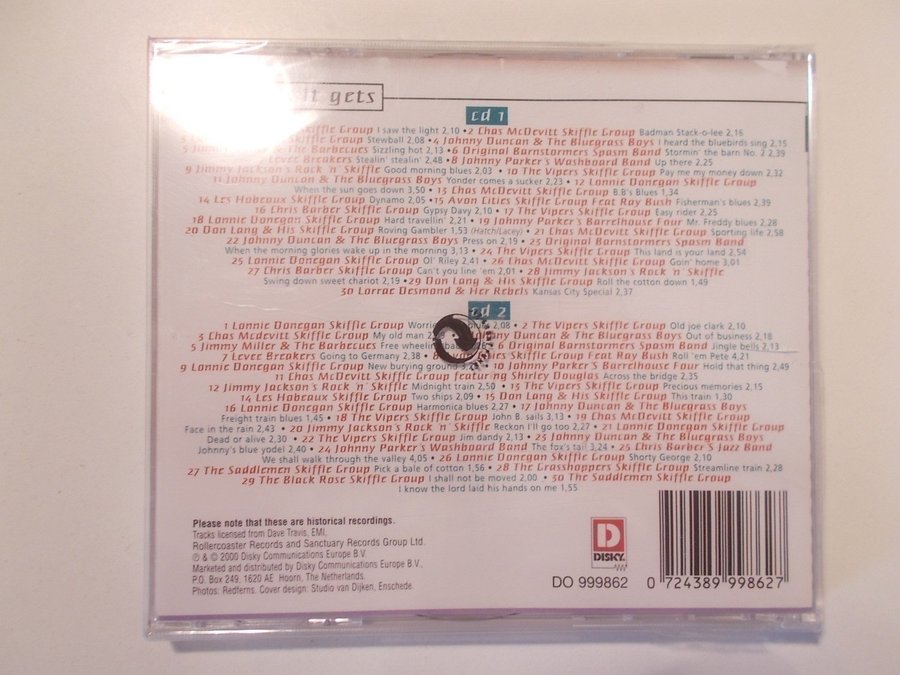 It gets
cd 1
Skiffle Group I saw the light 2,10 • 2 Chas McDevitt Skiffle Group Badman Stack-o-lee 2,16
Skiffle Group Stewball 2,08 • 4 Johnny Duncan & The Bluegrass Boys I heard the bluebirds sing 2,15
5 & The Barbecues Sizzling hot 2,13 • 6 Original Barnstormers Spasm Band Stormin' the barn No. 2 2,39
Levee Breakers Stealin' stealin' 2,48 • 8 Johnny Parker's Washboard Band Up there 2,25
9 Jimmy Jackson's Rock 'n' Skiffle Good morning blues 2,03 • 10 The Vipers Skiffle Group Pay me my money down 2,32
11 Johnny Duncan & The Bluegrass Boys Yonder comes a sucker 2,23 • 12 Lonnie Donegan Skiffle Group
When the sun goes down 3,50 • 13 Chas McDevitt Skiffle Group B.B's Blues 1,34
14 Les Hobeaux Skiffle Group Dynamo 2,05 • 15 Avon Cities Skiffle Group Feat Ray Bush Fisherman's blues 2,39
16 Chris Barber Skiffle Group Gypsy Davy 2,10 • 17 The Vipers Skiffle Group Easy rider 2,25
18 Lonnie Donegan Skiffle Group Hard travellin' 2,21 • 19 Johnny Parker's Barrelhouse Four Mr. Freddy blues 2,28
20 Don Lang & His Skiffle Group Roving Gambler 1,53 (Hatch/Lacey) • 21 Chas McDevitt Skiffle Group Sporting life 2,58
22 Johnny Duncan & The Bluegrass Boys Press on 2,19 • 23 Original Barnstormers Spasm Band
When the morning glories wake up in the morning 3,13 • 24 The Vipers Skiffle Group This land is your land 2,54
25 Lonnie Donegan Skiffle Group Ol' Riley 2,41 • 26 Chas McDevitt Skiffle Group Goin' home 3,01
27 Chris Barber Skiffle Group Can't you line 'em 2,01 • 28 Jimmy Jackson's Rock 'n' Skiffle
Swing down sweet chariot 2,19 • 29 Don Lang & His Skiffle Group Roll the cotton down 1,49
30 Lorrae Desmond & Her Rebels Kansas City Special 2,37
cd 2
1 Lonnie Donegan Skiffle Group 2,08 • 2 The Vipers Skiffle Group Old joe clark 2,10
3 Chas McDevitt Skiffle Group My old man Johnny Duncan & The Bluegrass Boys Out of business 2,18
5 Jimmy Miller & The Barbecues Free 6 Original Barnstormers Spasm Band Jingle bells 2,13
7 Levee Breakers Going to Germany 2,38 • Skiffle Group Feat Ray Bush Roll 'em Pete 4,21
9 Lonnie Donegan Skiffle Group New burying ground • 10 Johnny Parker's Barrelhouse Four Hold that thing 2,49
11 Chas McDevitt Skiffle Group featuring Shirley Douglas Across the bridge 2,35
12 Jimmy Jackson's Rock 'n' Skiffle Midnight train 2,50 • 13 The Vipers Skiffle Group Precious memories 2,15
14 Les Hobeaux Skiffle Group Two ships 2,09 • 15 Don Lang & His Skiffle Group This train 1,30
16 Lonnie Donegan Skiffle Group Harmonica blues 2,27 • 17 Johnny Duncan & The Bluegrass Boys
Freight train blues 1,45 • 18 The Vipers Skiffle Group John B. sails 3,13 • 19 Chas McDevitt Skiffle Group
Face in the rain 2,43 • 20 Jimmy Jackson's Rock 'n' Skiffle Reckon I'll go too 2,27 • 21 Lonnie Donegan Skiffle Group
Dead or alive 2,30 • 22 The Vipers Skiffle Group Jim dandy 2,13 • 23 Johnny Duncan & The Bluegrass Boys
Johnny's blue yodel 2,40 • 24 Johnny Parker's Washboard Band The fox's tail 3,24 • 25 Chris Barber's Jazz Band
We shall walk through the valley 4,05 • 26 Lonnie Donegan Skiffle Group Shorty George 2,10
27 The Saddlemen Skiffle Group Pick a bale of cotton 1,56 • 28 The Grasshoppers Skiffle Group Streamline train 2,28
29 The Black Rose Skiffle Group I shall not be moved 2,00 • 30 The Saddlemen Skiffle Group
I know the lord laid his hands on me 1,55
Please note that these are historical recordings.
Tracks licensed from Dave Travis, EMI,
Rollercoaster Records and Sanctuary Records Group Ltd.
℗ & © 2000 Disky Communications Europe B.V.
Marketed and distributed by Disky Communications Europe B.V.,
P.O. Box 249, 1620 AE Hoorn, The Netherlands.
Photos: Redferns. Cover design: Studio van Dijken, Enschede.
D
DISKY
DO 999862
0 724389 998627